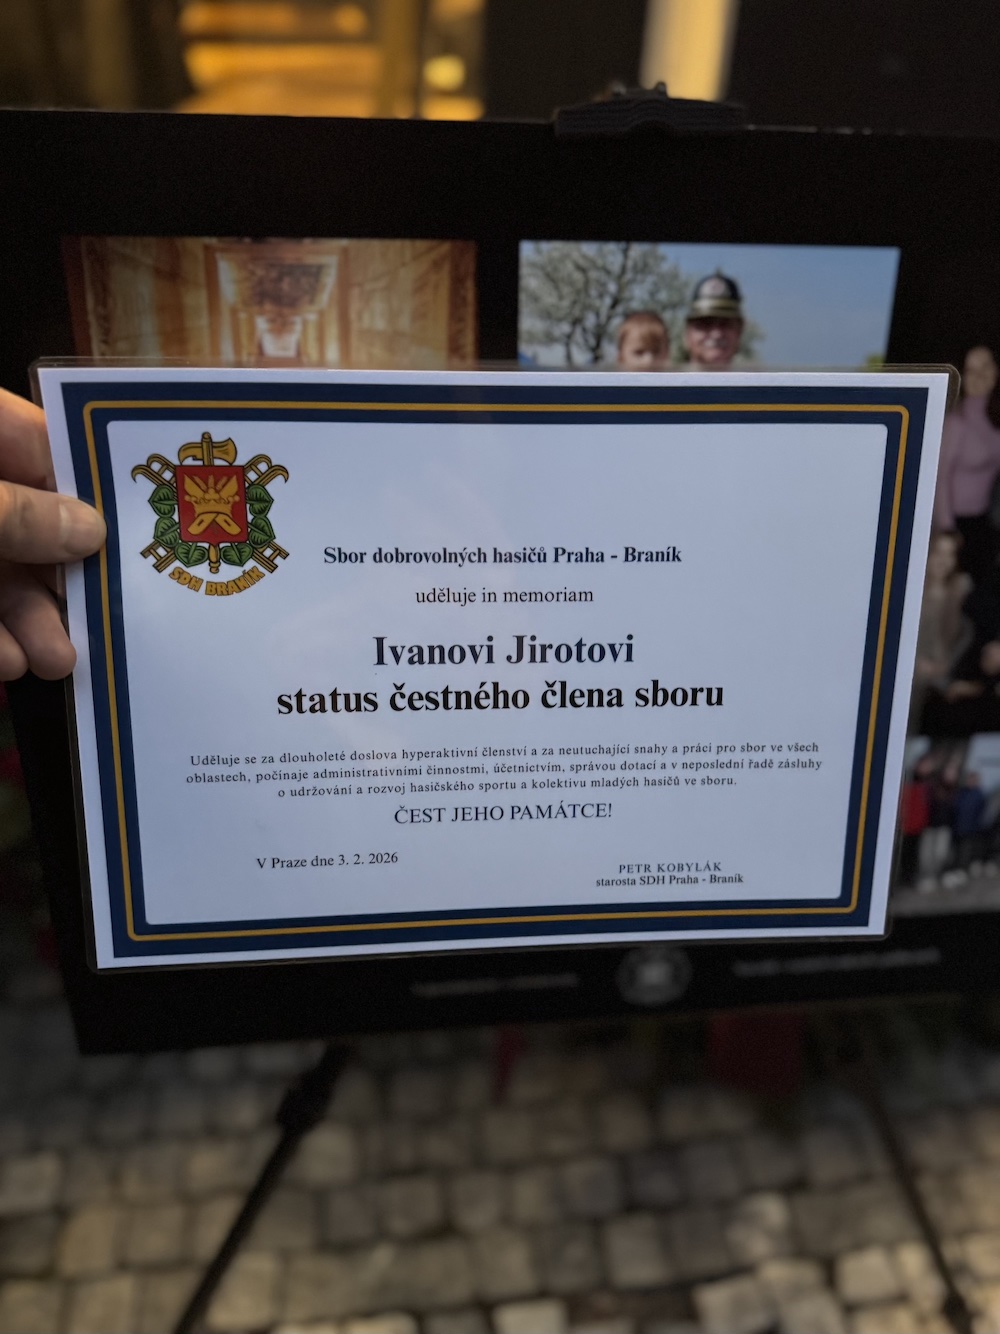 SDH BRANÍK
Sbor dobrovolných hasičů Praha - Braník
uděluje in memoriam
Ivanovi Jirotovi
status čestného člena sboru
Uděluje se za dlouholeté doslova hyperaktivní členství a za neutuchající snahy a práci pro sbor ve všech
oblastech, počínaje administrativními činnostmi, účetnictvím, správou dotací a v neposlední řadě zásluhy
o udržování a rozvoj hasičského sportu a kolektivu mladých hasičů ve sboru.
ČEST JEHO PAMÁTCE!
V Praze dne 3. 2. 2026
PETR KOBYLÁK
starosta SDH Praha - Braník